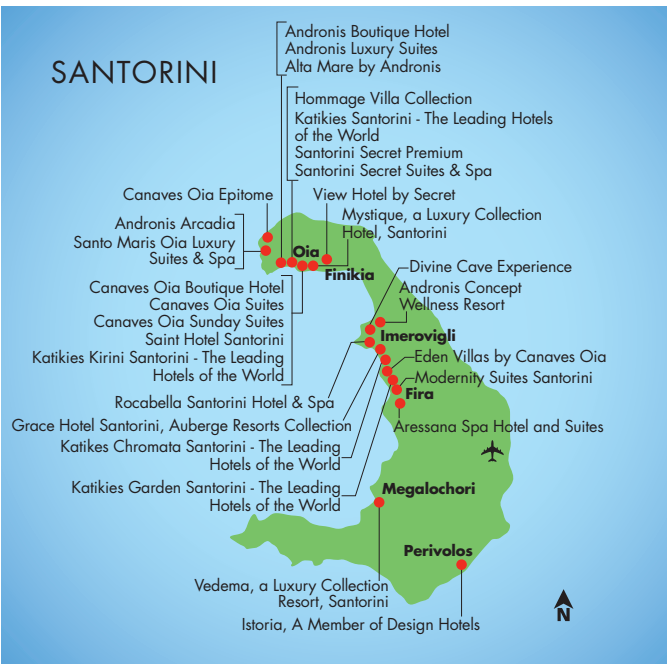 SANTORINI
Andronis Boutique Hotel
Andronis Luxury Suites
Alta Mare by Andronis
Hommage Villa Collection
Katikies Santorini - The Leading Hotels
of the World
Santorini Secret Premium
Santorini Secret Suites & Spa
Canaves Oia Epitome
View Hotel by Secret
Andronis Arcadia
Santo Maris Oia Luxury
Suites & Spa
Mystique, a Luxury Collection
Hotel, Santorini
Oia
Finikia
Canaves Oia Boutique Hotel
Canaves Oia Suites
Canaves Oia Sunday Suites
Saint Hotel Santorini
Katikies Kirini Santorini - The Leading
Hotels of the World
Divine Cave Experience
Andronis Concept
Wellness Resort
Imerovigli
Eden Villas by Canaves Oia
Modernity Suites Santorini
Fira
Rocabella Santorini Hotel & Spa
Grace Hotel Santorini, Auberge Resorts Collection
Aressana Spa Hotel and Suites
Katikes Chromata Santorini - The Leading
Hotels of the World
Katikies Garden Santorini - The Leading
Hotels of the World
Megalochori
Perivolos
Vedema, a Luxury Collection
Resort, Santorini
Istoria, A Member of Design Hotels
N